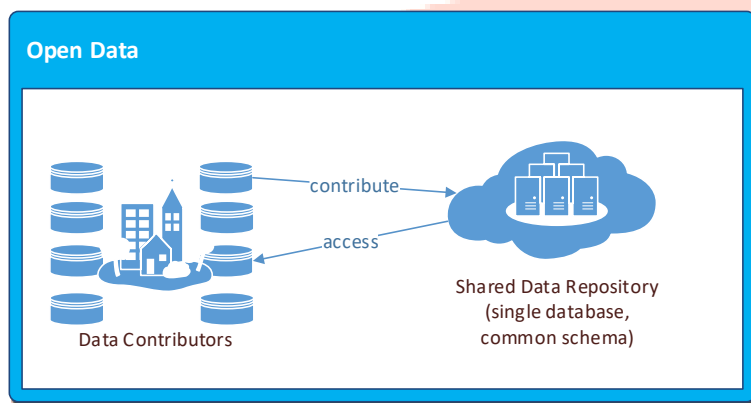 Open Data
contribute
access
Data Contributors
Shared Data Repository
(single database,
common schema)